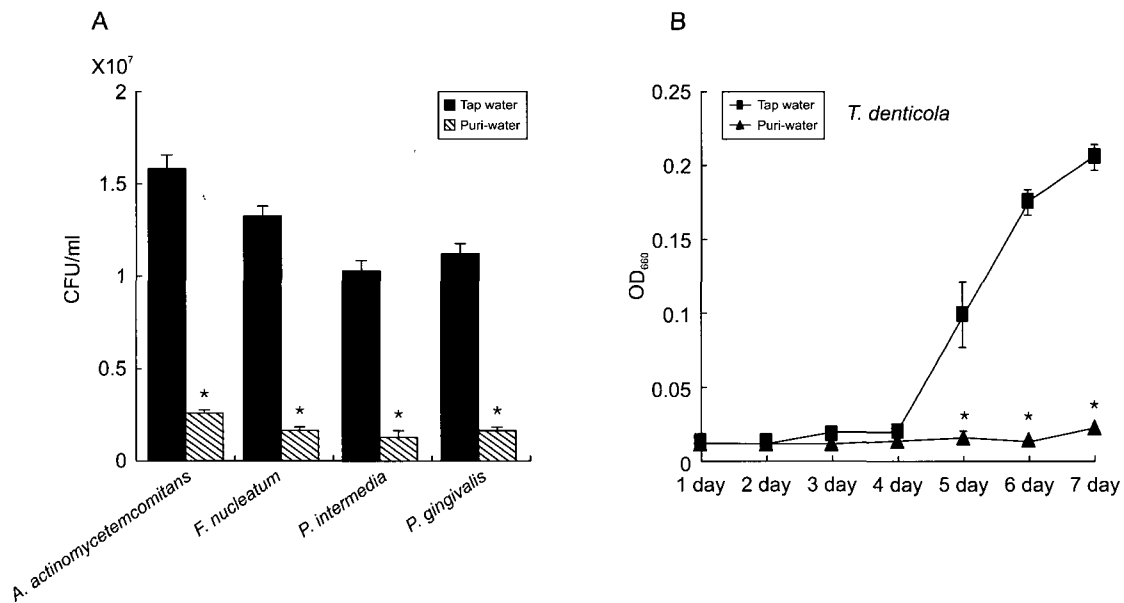 A
X10⁷
2
1.5
1
0.5
0
CFU/ml
Tap water
Puri-water
*
*
*
*
A. actinomycetemcomitans
F. nucleatum
P. intermedia
P. gingivalis
B
0.25
0.2
0.15
0.1
0.05
0
OD₆₆₀
Tap water
Puri-water
T. denticola
*
*
*
1 day 2 day 3 day 4 day 5 day 6 day 7 day